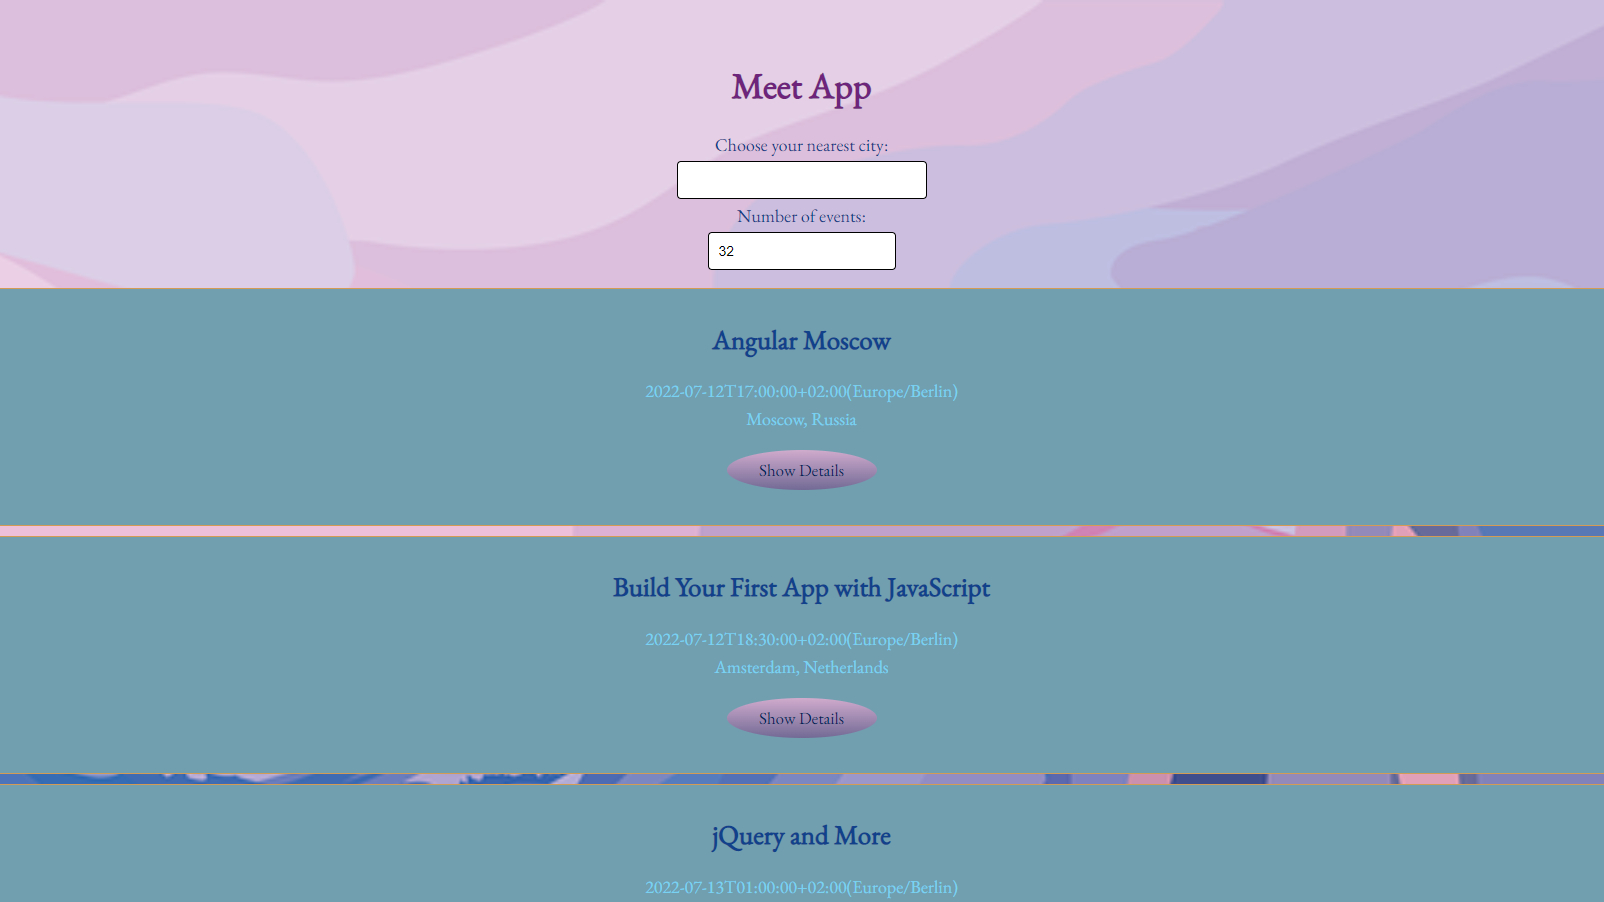 Meet App
Choose your nearest city:
Number of events:
32
Angular Moscow
2022-07-12T17:00:00+02:00(Europe/Berlin)
Moscow, Russia
Show Details
Build Your First App with JavaScript
2022-07-12T18:30:00+02:00(Europe/Berlin)
Amsterdam, Netherlands
Show Details
jQuery and More
2022-07-13T01:00:00+02:00(Europe/Berlin)